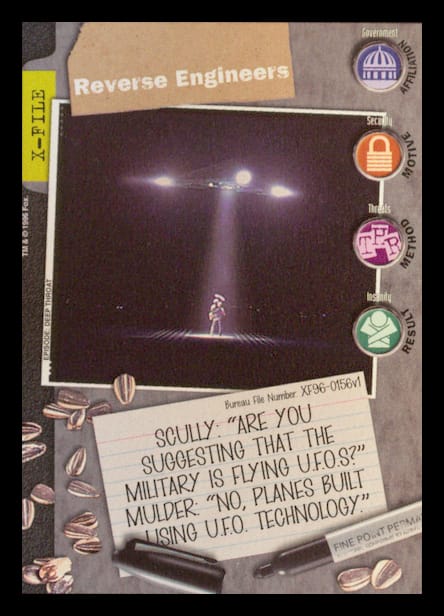 Reverse Engineers
X-FILE
TM & © 1996 Fox.
EPISODE: DEEP THROAT
Government
AFFILIATION
Security
MOTIVE
Threats
METHOD
Insanity
RESULT
Bureau File Number: XF96-0156v1
SCULLY: “ARE YOU
SUGGESTING THAT THE
MILITARY IS FLYING U.F.O.S?”
MULDER: “NO, PLANES BUILT
USING U.F.O. TECHNOLOGY.”
FINE POINT PERMA